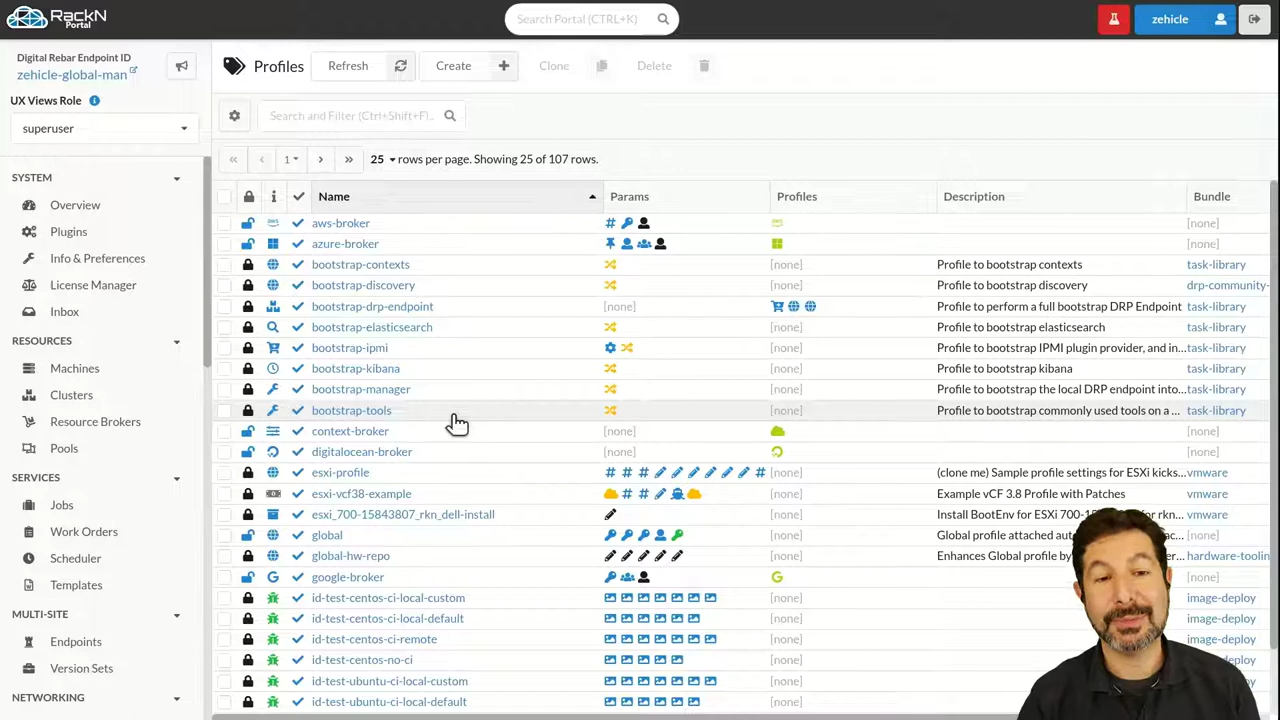 RackN
Portal
Search Portal (CTRL+K)
zehicle
Digital Rebar Endpoint ID
zehicle-global-man
UX Views Role
superuser
SYSTEM
Overview
Plugins
Info & Preferences
License Manager
Inbox
RESOURCES
Machines
Clusters
Resource Brokers
Pools
SERVICES
Jobs
Work Orders
Scheduler
Templates
MULTI-SITE
Endpoints
Version Sets
NETWORKING
Profiles Refresh Create Clone Delete
Search and Filter (Ctrl+Shift+F)...
1 25 rows per page. Showing 25 of 107 rows.
Name Params Profiles Description Bundle
aws-broker [none]
azure-broker [none]
bootstrap-contexts [none] Profile to bootstrap contexts task-library
bootstrap-discovery [none] Profile to bootstrap discovery drp-community-
bootstrap-drp-endpoint [none] Profile to perform a full bootstrap DRP Endpoint task-library
bootstrap-elasticsearch [none] Profile to bootstrap elasticsearch task-library
bootstrap-ipmi [none] Profile to bootstrap IPMI plugin provider, and in... task-library
bootstrap-kibana [none] Profile to bootstrap kibana task-library
bootstrap-manager [none] Profile to bootstrap the local DRP endpoint into... task-library
bootstrap-tools [none] Profile to bootstrap commonly used tools on a ... task-library
context-broker [none] [none]
digitalocean-broker [none] [none]
esxi-profile [none] (clone me) Sample profile settings for ESXi kicks... vmware
esxi-vcf38-example [none] Example vCF 3.8 Profile with Patches vmware
esxi_700-15843807_rkn_dell-install [none] Install BootEnv for ESXi 700-15 for rkn... vmware
global [none] Global profile attached aut c... [none]
global-hw-repo [none] Enhances Global profile by er... hardware-toolin
google-broker [none]
id-test-centos-ci-local-custom [none] image-deploy
id-test-centos-ci-local-default [none] image-deploy
id-test-centos-ci-remote [none] image-deploy
id-test-centos-no-ci [none] deploy
id-test-ubuntu-ci-local-custom [none] deploy
id-test-ubuntu-ci-local-default [none] deploy